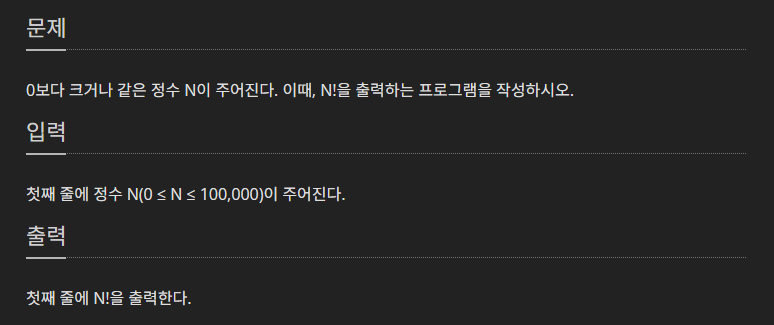 문제
0보다 크거나 같은 정수 N이 주어진다. 이때, N!을 출력하는 프로그램을 작성하시오.
입력
첫째 줄에 정수 N(0 ≤ N ≤ 100,000)이 주어진다.
출력
첫째 줄에 N!을 출력한다.